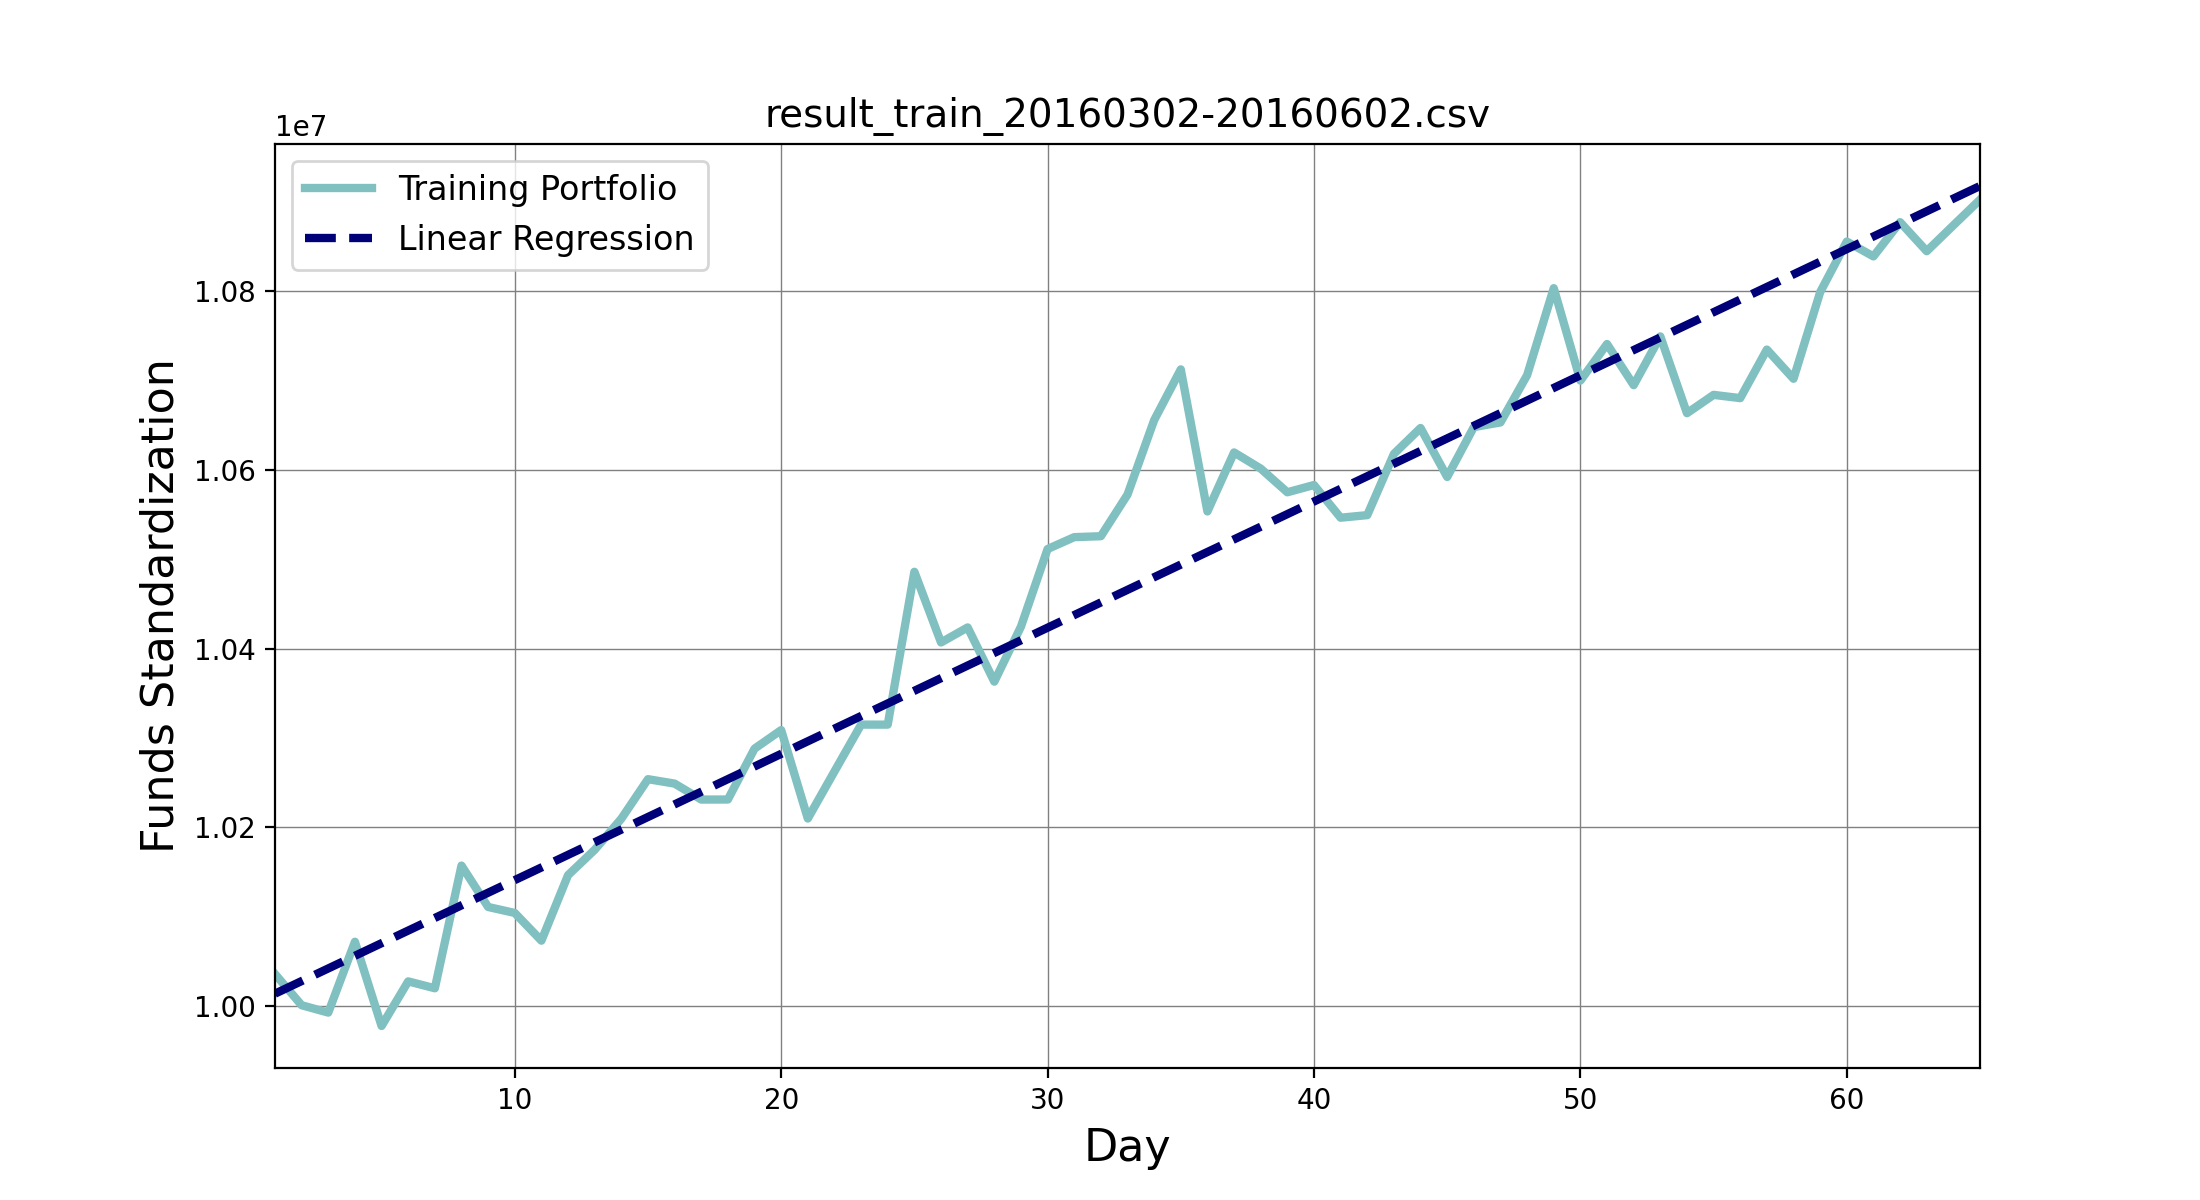 result_train_20160302-20160602.csv
1e7
Training Portfolio
Linear Regression
1.08
1.06
1.04
1.02
1.00
Funds Standardization
10 20 30 40 50 60
Day